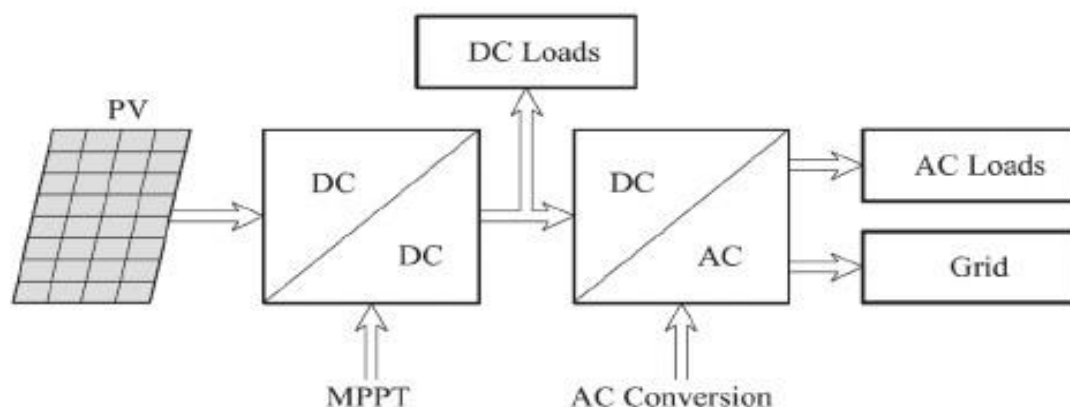 DC Loads
PV
DC
DC
DC
AC
AC Loads
Grid
MPPT
AC Conversion